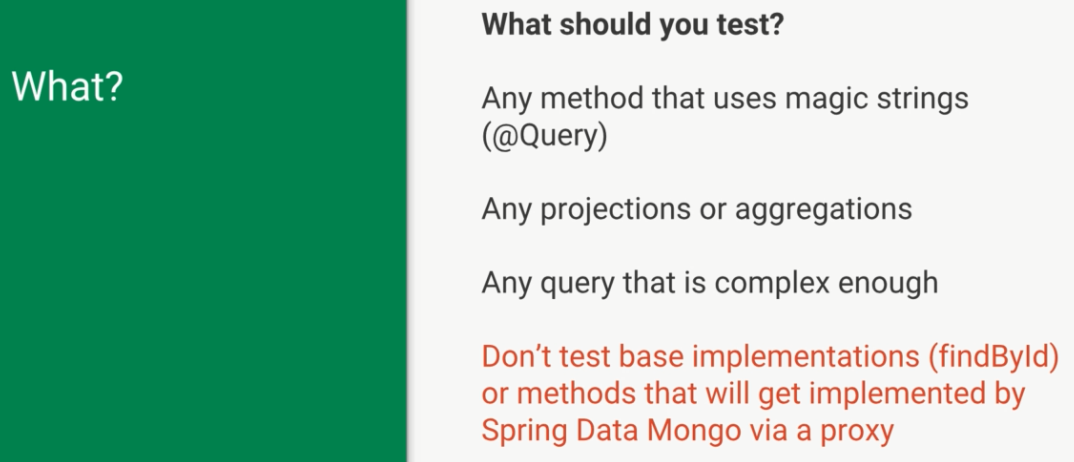 What?
What should you test?
Any method that uses magic strings
(@Query)
Any projections or aggregations
Any query that is complex enough
Don’t test base implementations (findById)
or methods that will get implemented by
Spring Data Mongo via a proxy